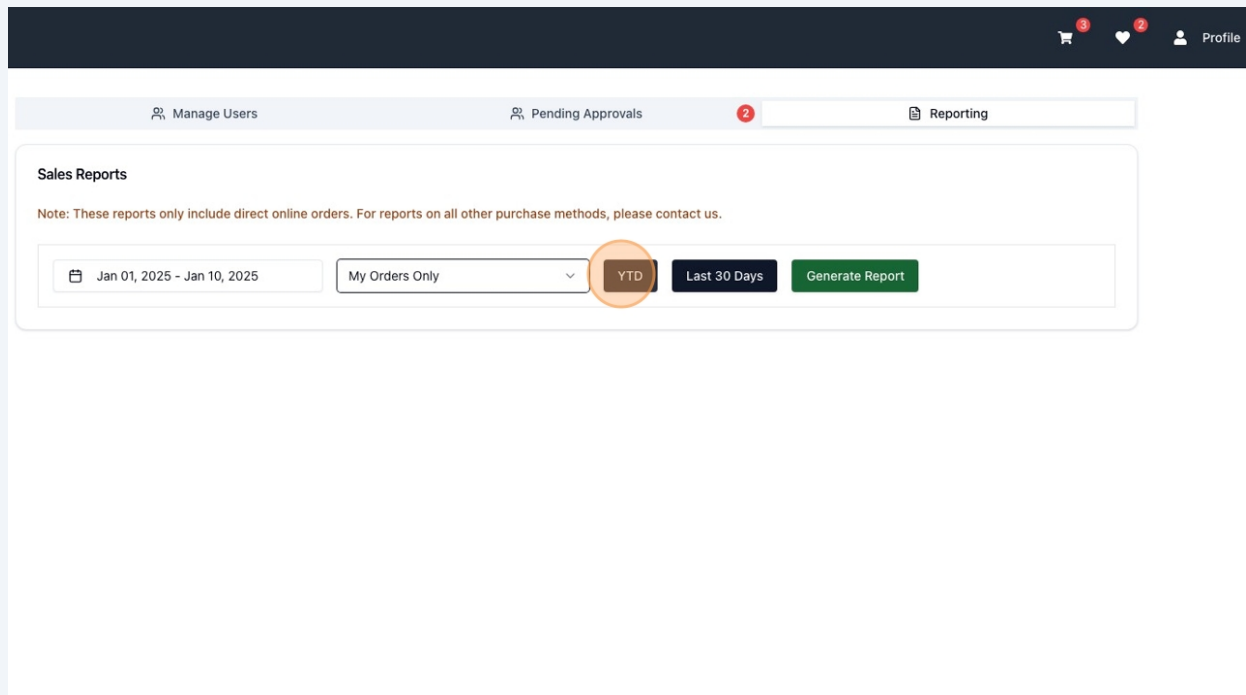 3 2 Profile
Manage Users Pending Approvals 2 Reporting
Sales Reports
Note: These reports only include direct online orders. For reports on all other purchase methods, please contact us.
Jan 01, 2025 - Jan 10, 2025 My Orders Only YTD Last 30 Days Generate Report